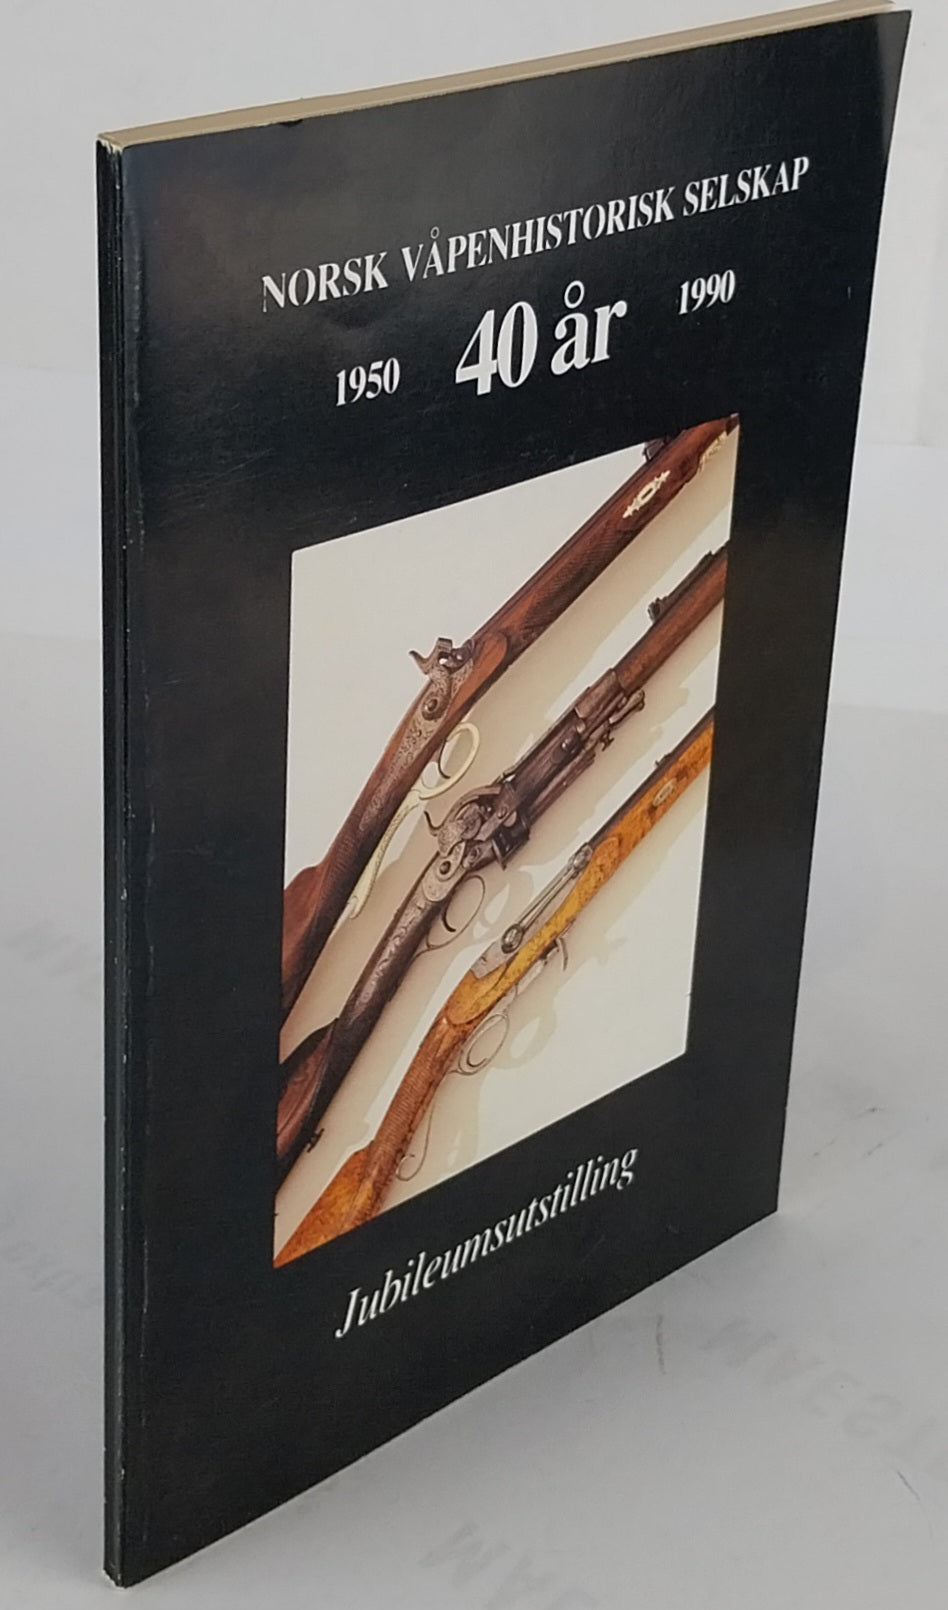 NORSK VÅPENHISTORISK SELSKAP
1950 40 år 1990
Jubileumsutstilling